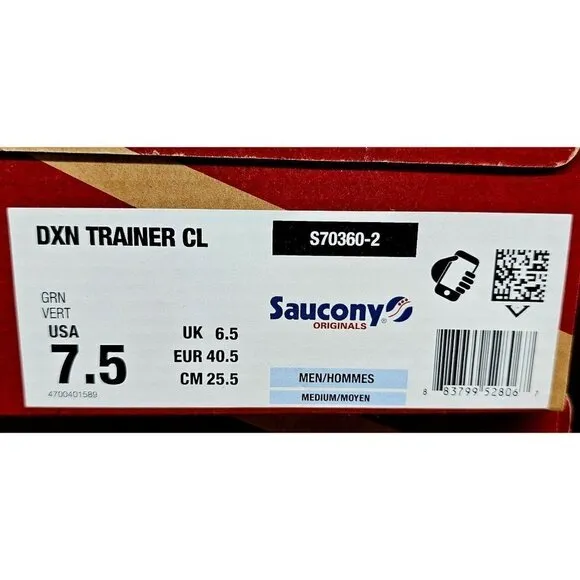 DXN TRAINER CL
S70360-2
GRN
VERT
USA
7.5
UK 6.5
EUR 40.5
CM 25.5
4700401589
Saucony®
ORIGINALS
MEN/HOMMES
MEDIUM/MOYEN
8 83799 52806